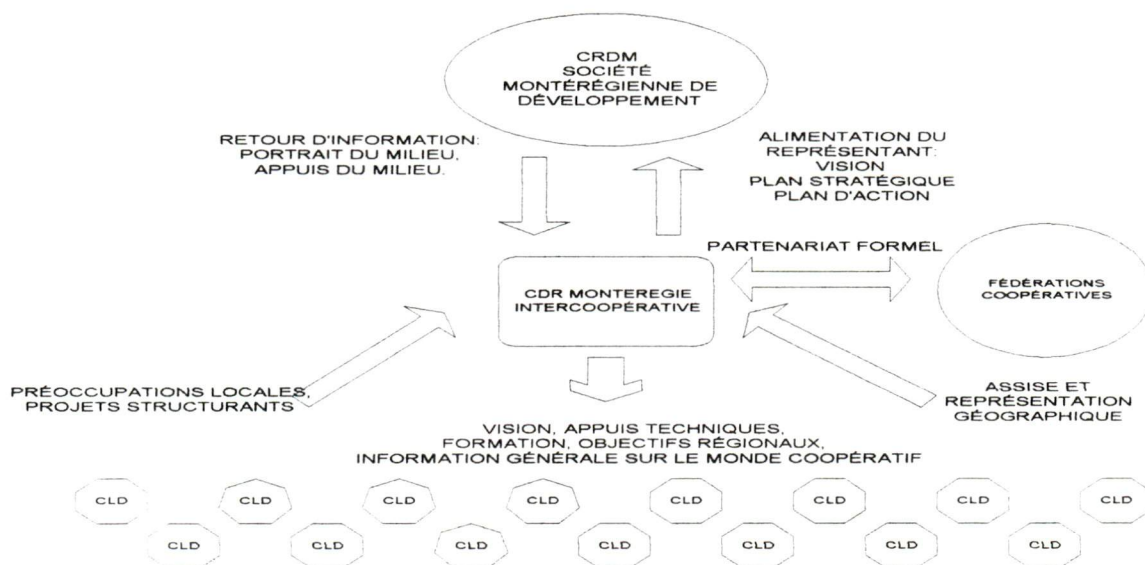 CRDM
SOCIÉTÉ
MONTÉRÉGIENNE DE
DÉVELOPPEMENT
RETOUR D'INFORMATION:
PORTRAIT DU MILIEU,
APPUIS DU MILIEU.
ALIMENTATION DU
REPRÉSENTANT:
VISION
PLAN STRATÉGIQUE
PLAN D'ACTION
PARTENARIAT FORMEL
CDR MONTEREGIE
INTERCOOPÉRATIVE
FÉDÉRATIONS
COOPÉRATIVES
PRÉOCCUPATIONS LOCALES,
PROJETS STRUCTURANTS
ASSISE ET
REPRÉSENTATION
GÉOGRAPHIQUE
VISION, APPUIS TECHNIQUES,
FORMATION, OBJECTIFS RÉGIONAUX,
INFORMATION GÉNÉRALE SUR LE MONDE COOPÉRATIF
CLD CLD CLD CLD CLD CLD CLD CLD
CLD CLD CLD CLD CLD CLD CLD